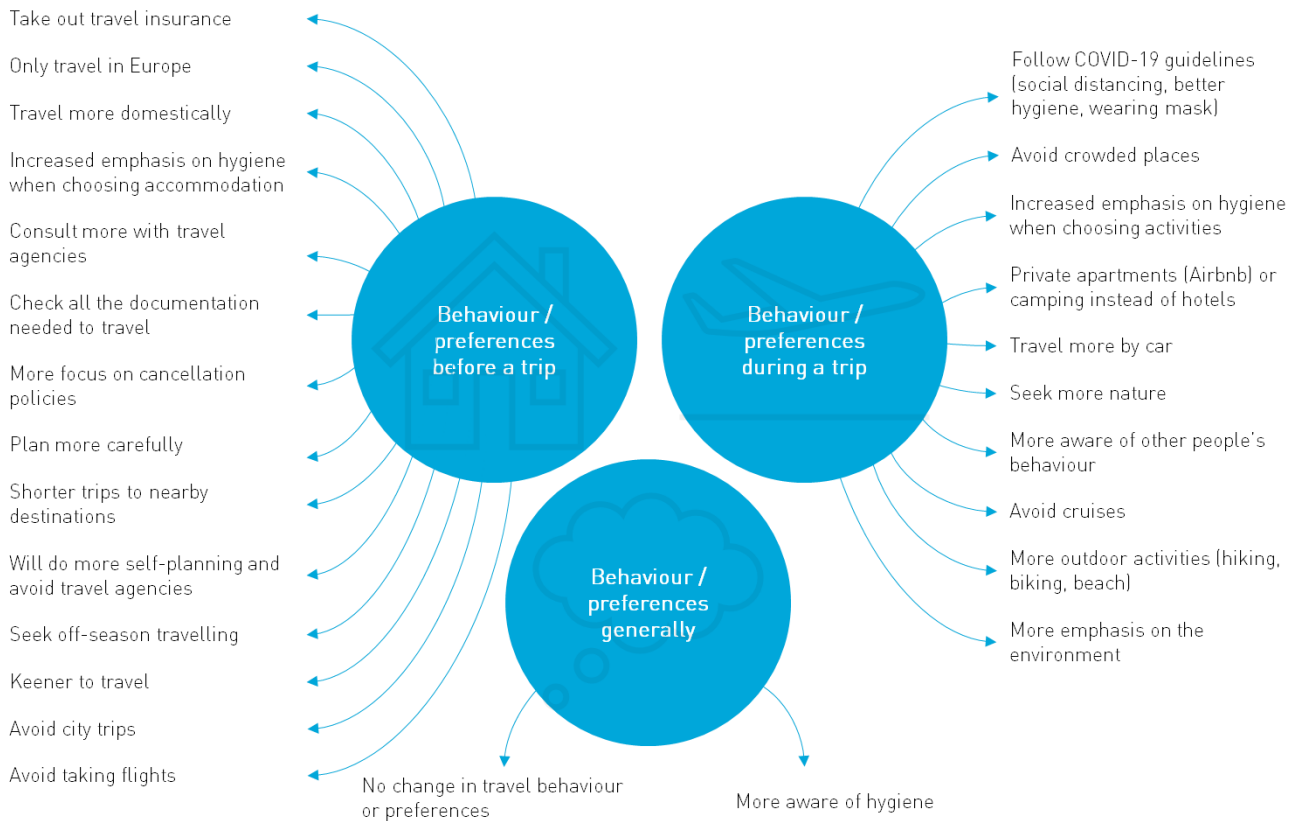 Take out travel insurance
Only travel in Europe
Travel more domestically
Increased emphasis on hygiene
when choosing accommodation
Consult more with travel
agencies
Check all the documentation
needed to travel
More focus on cancellation
policies
Plan more carefully
Shorter trips to nearby
destinations
Will do more self-planning and
avoid travel agencies
Seek off-season travelling
Keener to travel
Avoid city trips
Avoid taking flights
Behaviour /
preferences
before a trip
Behaviour /
preferences
during a trip
Follow COVID-19 guidelines
(social distancing, better
hygiene, wearing mask)
Avoid crowded places
Increased emphasis on hygiene
when choosing activities
Private apartments (Airbnb) or
camping instead of hotels
Travel more by car
Seek more nature
More aware of other people's
behaviour
Avoid cruises
More outdoor activities (hiking,
biking, beach)
More emphasis on the
environment
Behaviour /
preferences
generally
No change in travel behaviour
or preferences
More aware of hygiene